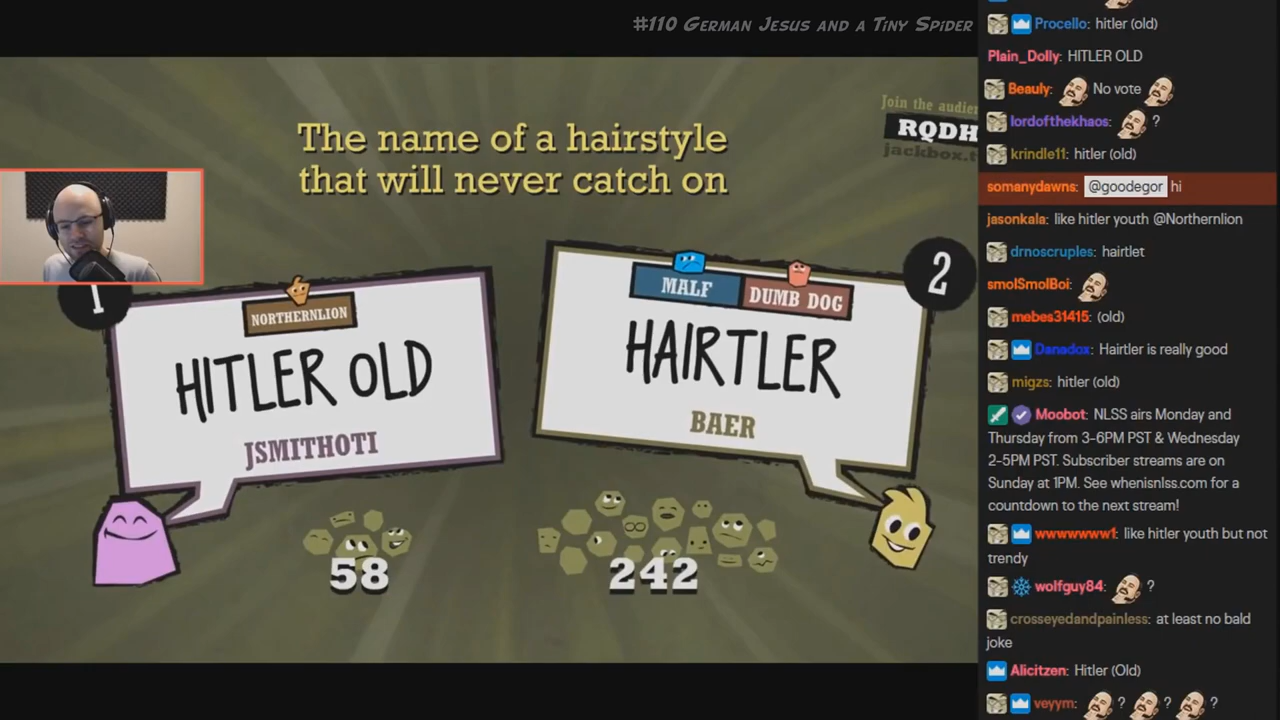 #110 German Jesus and a Tiny Spider
The name of a hairstyle
that will never catch on
Join the audien
RQDH
jackbox.t
1
NORTHERNLION
HITLER OLD
JSMITHOTI
58
2
MALF
DUMB DOG
HAIRTLER
BAER
242
Procello: hitler (old)
Plain_Dolly: HITLER OLD
Beauly: No vote
lordofthekhaos: ?
krindle11: hitler (old)
somanydawns: @goodegor hi
jasonkala: like hitler youth @Northernlion
drnoscruples: hairtlet
smolSmolBoi:
mebes31415: (old)
Danadox: Hairtler is really good
migzs: hitler (old)
Moobot: NLSS airs Monday and
Thursday from 3-6PM PST & Wednesday
2-5PM PST. Subscriber streams are on
Sunday at 1PM. See whenisnlss.com for a
countdown to the next stream!
wwwwwww1: like hitler youth but not
trendy
wolfguy84: ?
crosseyedandpainless: at least no bald
joke
Alicitzen: Hitler (Old)
veyym: ? ? ?